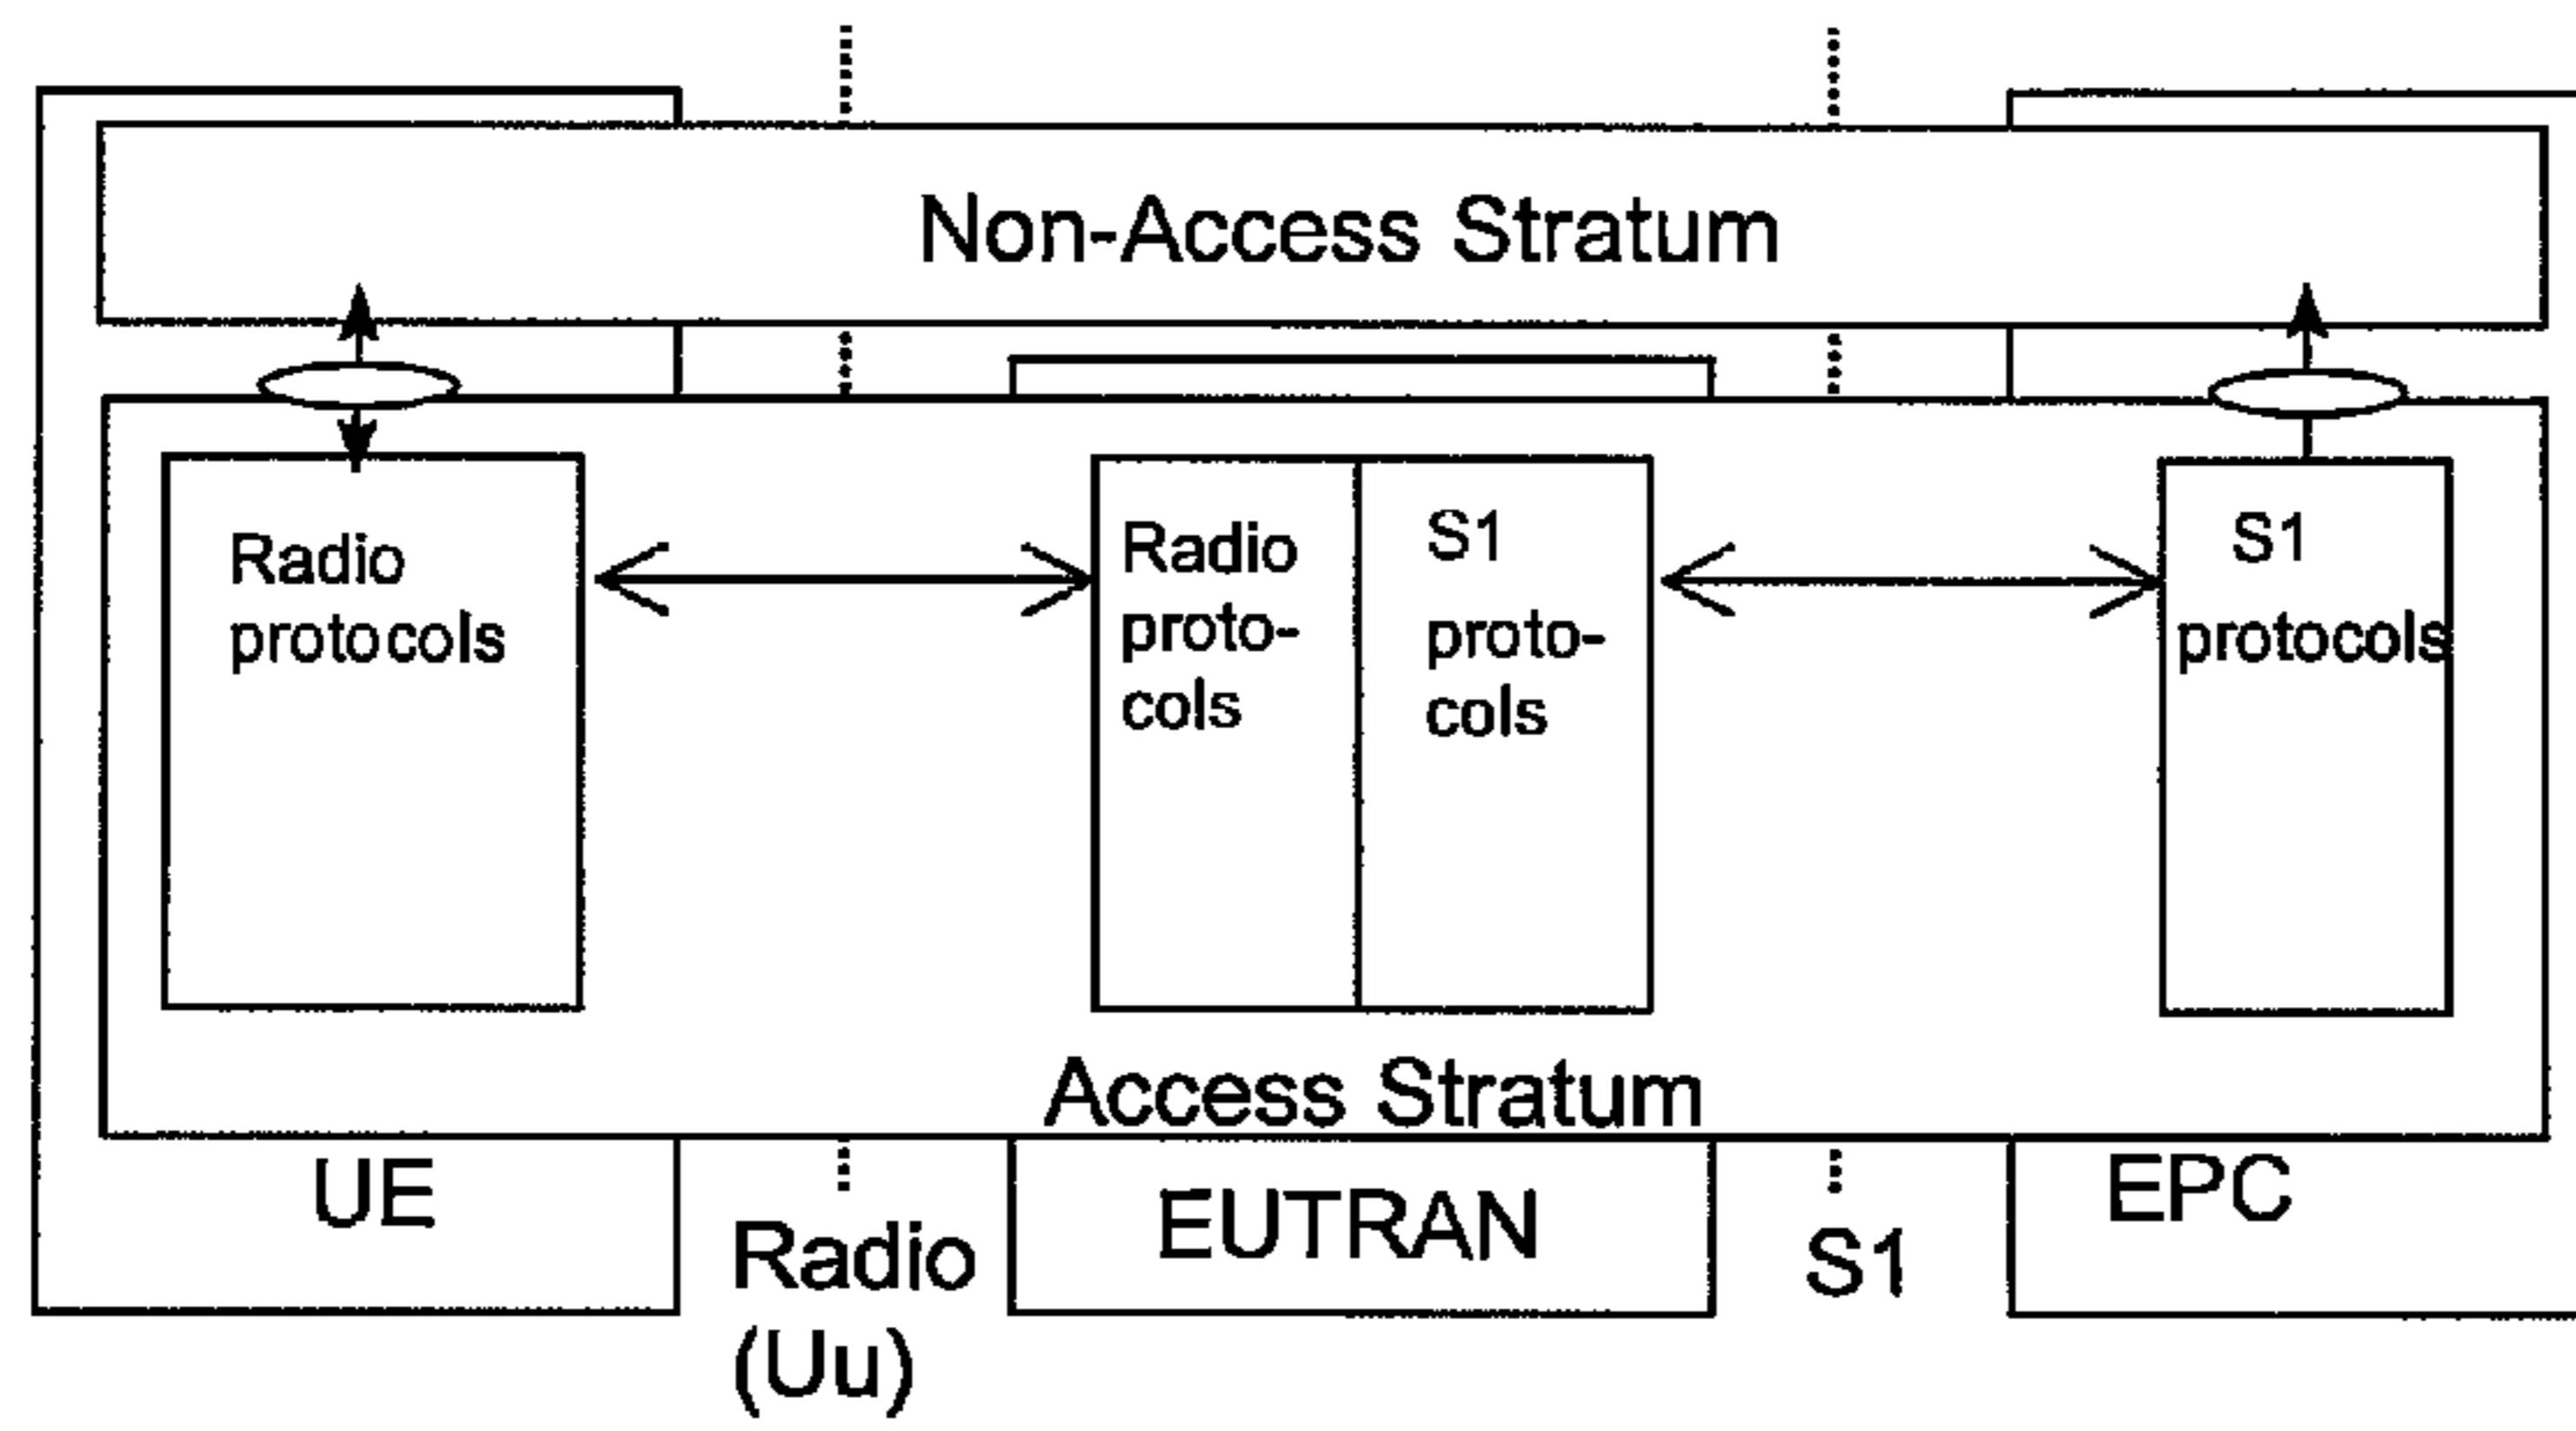 Non-Access Stratum
Radio
protocols
Radio
proto-
cols
S1
proto-
cols
S1
protocols
Access Stratum
UE
Radio
(Uu)
EUTRAN
S1
EPC